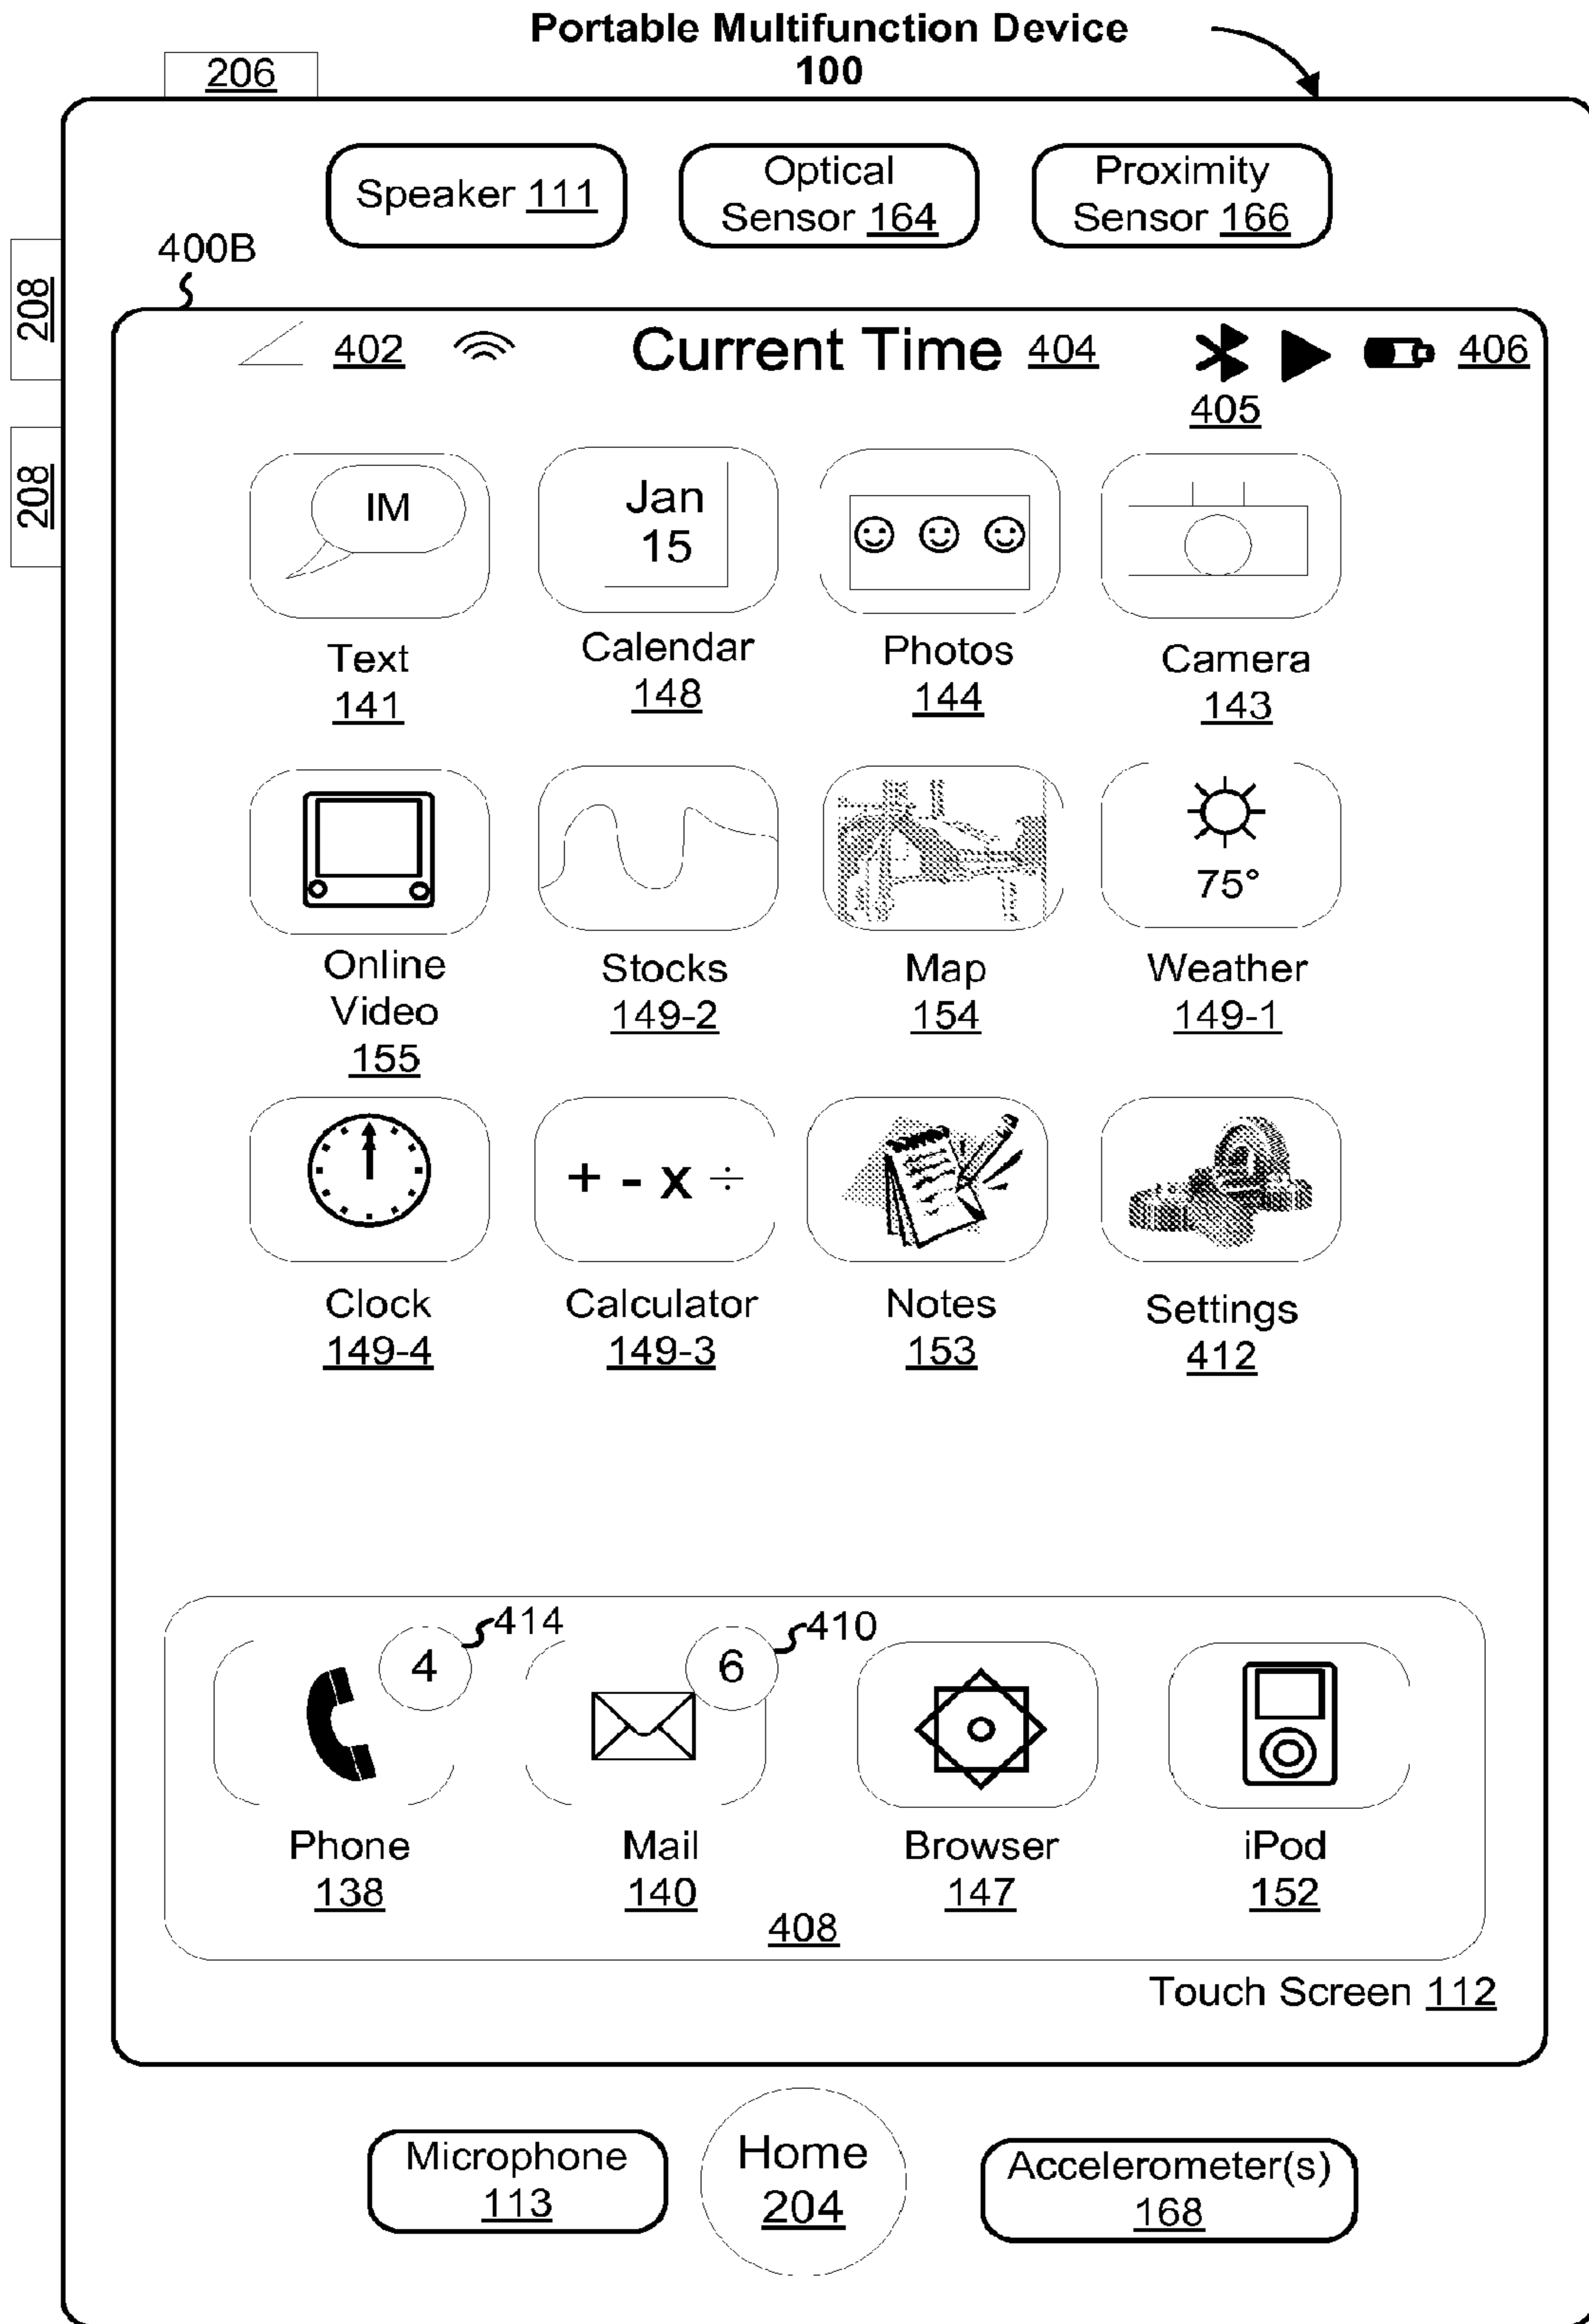 Portable Multifunction Device
100
206
Speaker 111
Optical
Sensor 164
Proximity
Sensor 166
400B
208
208
402
Current Time 404
406
405
IM
Jan
15
Text
141
Calendar
148
Photos
144
Camera
143
75°
Online
Video
155
Stocks
149-2
Map
154
Weather
149-1
+ - x ÷
Clock
149-4
Calculator
149-3
Notes
153
Settings
412
4
414
6
410
Phone
138
Mail
140
Browser
147
iPod
152
408
Touch Screen 112
Microphone
113
Home
204
Accelerometer(s)
168